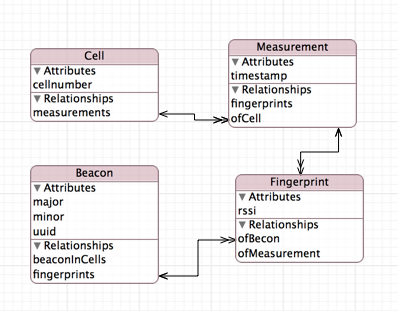 Cell
▼ Attributes
cellnumber
▼ Relationships
measurements
Measurement
▼ Attributes
timestamp
▼ Relationships
fingerprints
ofCell
Beacon
▼ Attributes
major
minor
uuid
▼ Relationships
beaconInCells
fingerprints
Fingerprint
▼ Attributes
rssi
▼ Relationships
ofBecon
ofMeasurement